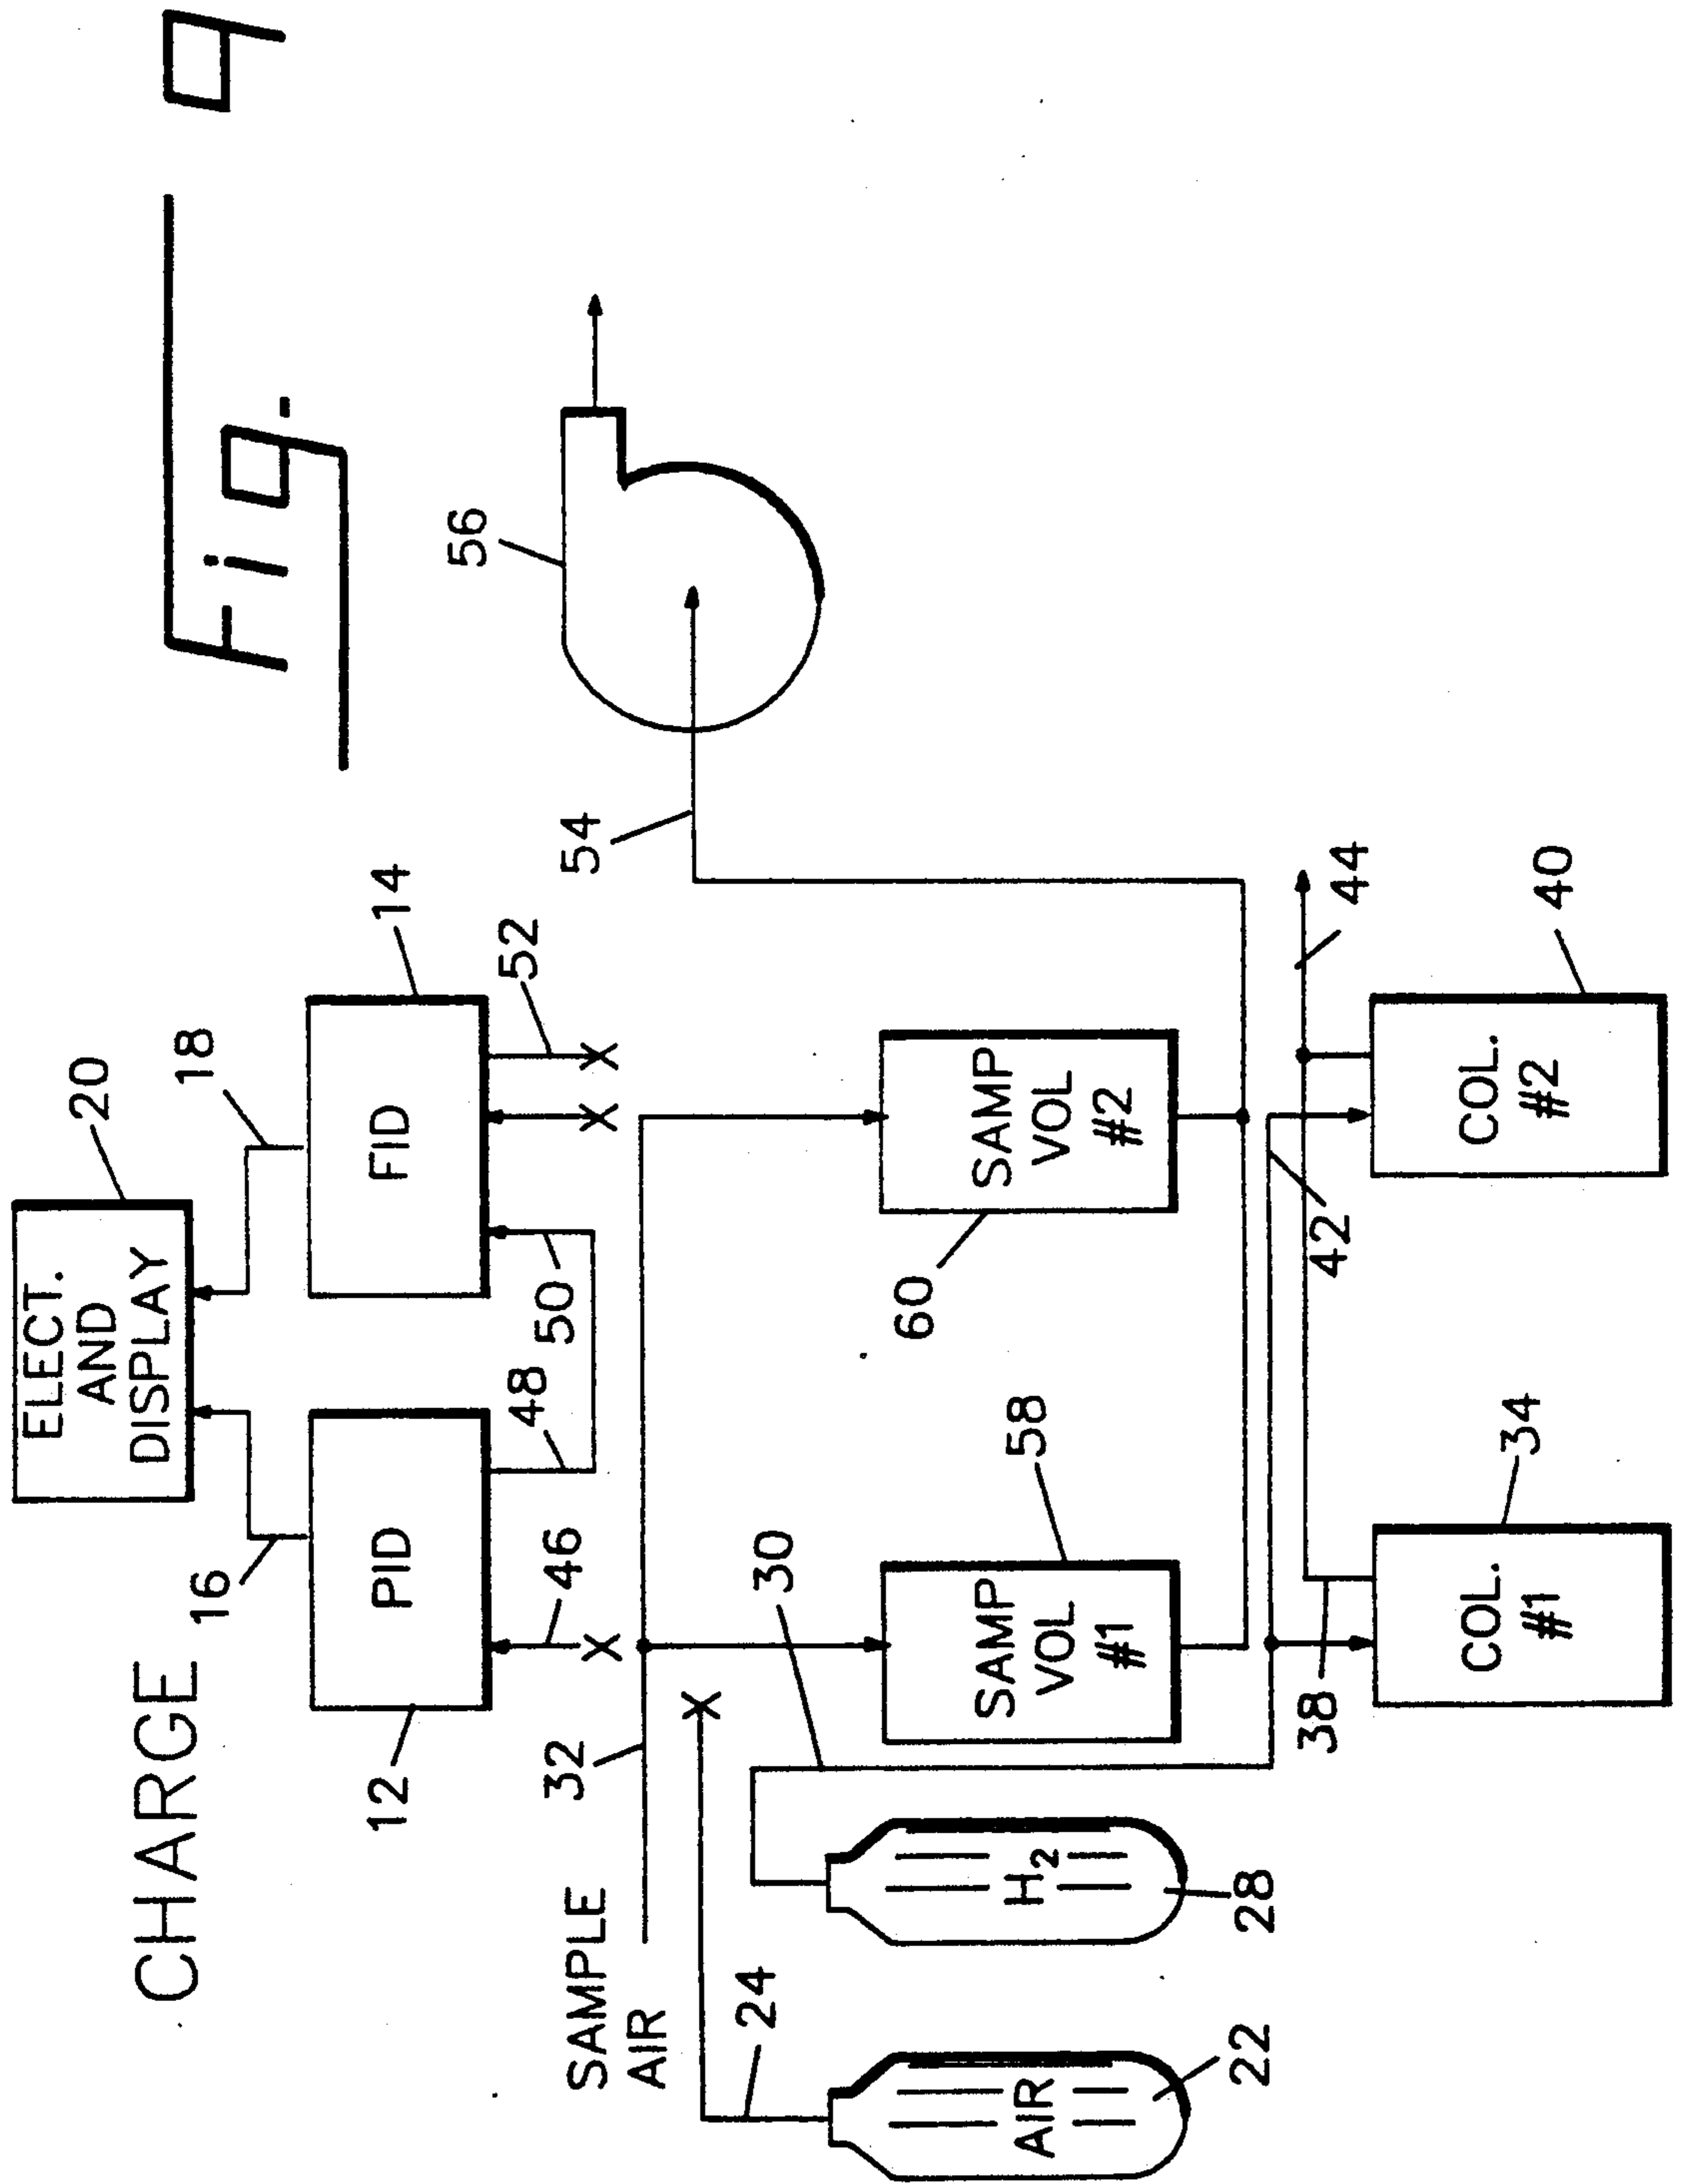 CHARGE
Fig. 9
ELECT.
AND
DISPLAY
20
16
18
PID
12
FID
14
46
48
50
52
SAMPLE
AIR
32
24
30
54
56
SAMP
VOL
#1
58
SAMP
VOL
#2
60
AIR
22
H2
28
38
42
44
COL.
#1
34
COL.
#2
40